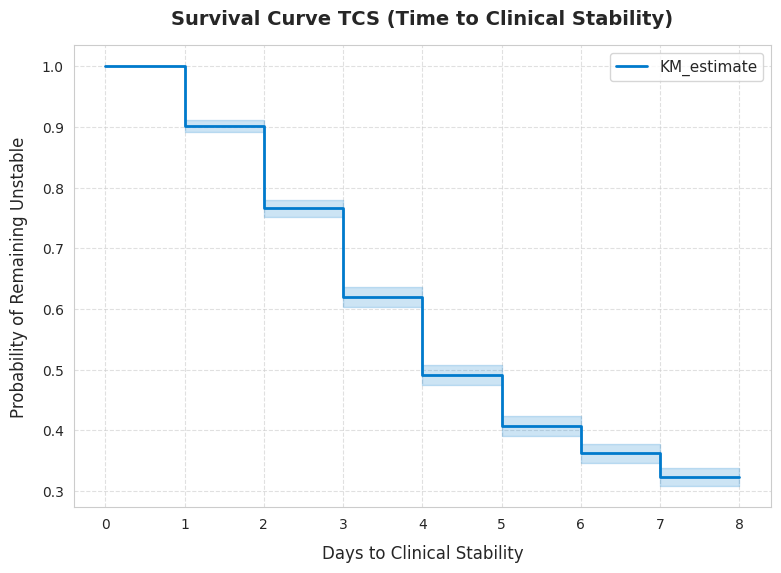 Survival Curve TCS (Time to Clinical Stability)
KM_estimate
Probability of Remaining Unstable
1.0
0.9
0.8
0.7
0.6
0.5
0.4
0.3
0 1 2 3 4 5 6 7 8
Days to Clinical Stability